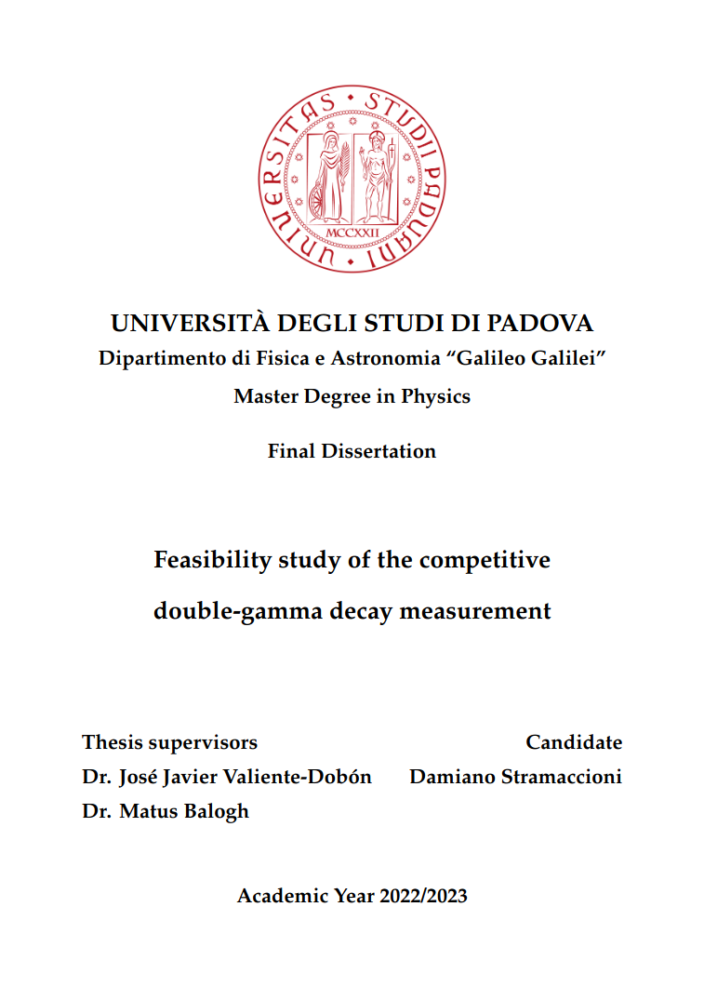 UNIVERSITAS STUDII PADUANI
MCCXXII
UNIVERSITÀ DEGLI STUDI DI PADOVA
Dipartimento di Fisica e Astronomia “Galileo Galilei”
Master Degree in Physics
Final Dissertation
Feasibility study of the competitive
double-gamma decay measurement
Thesis supervisors
Candidate
Dr. José Javier Valiente-Dobón
Damiano Stramaccioni
Dr. Matus Balogh
Academic Year 2022/2023